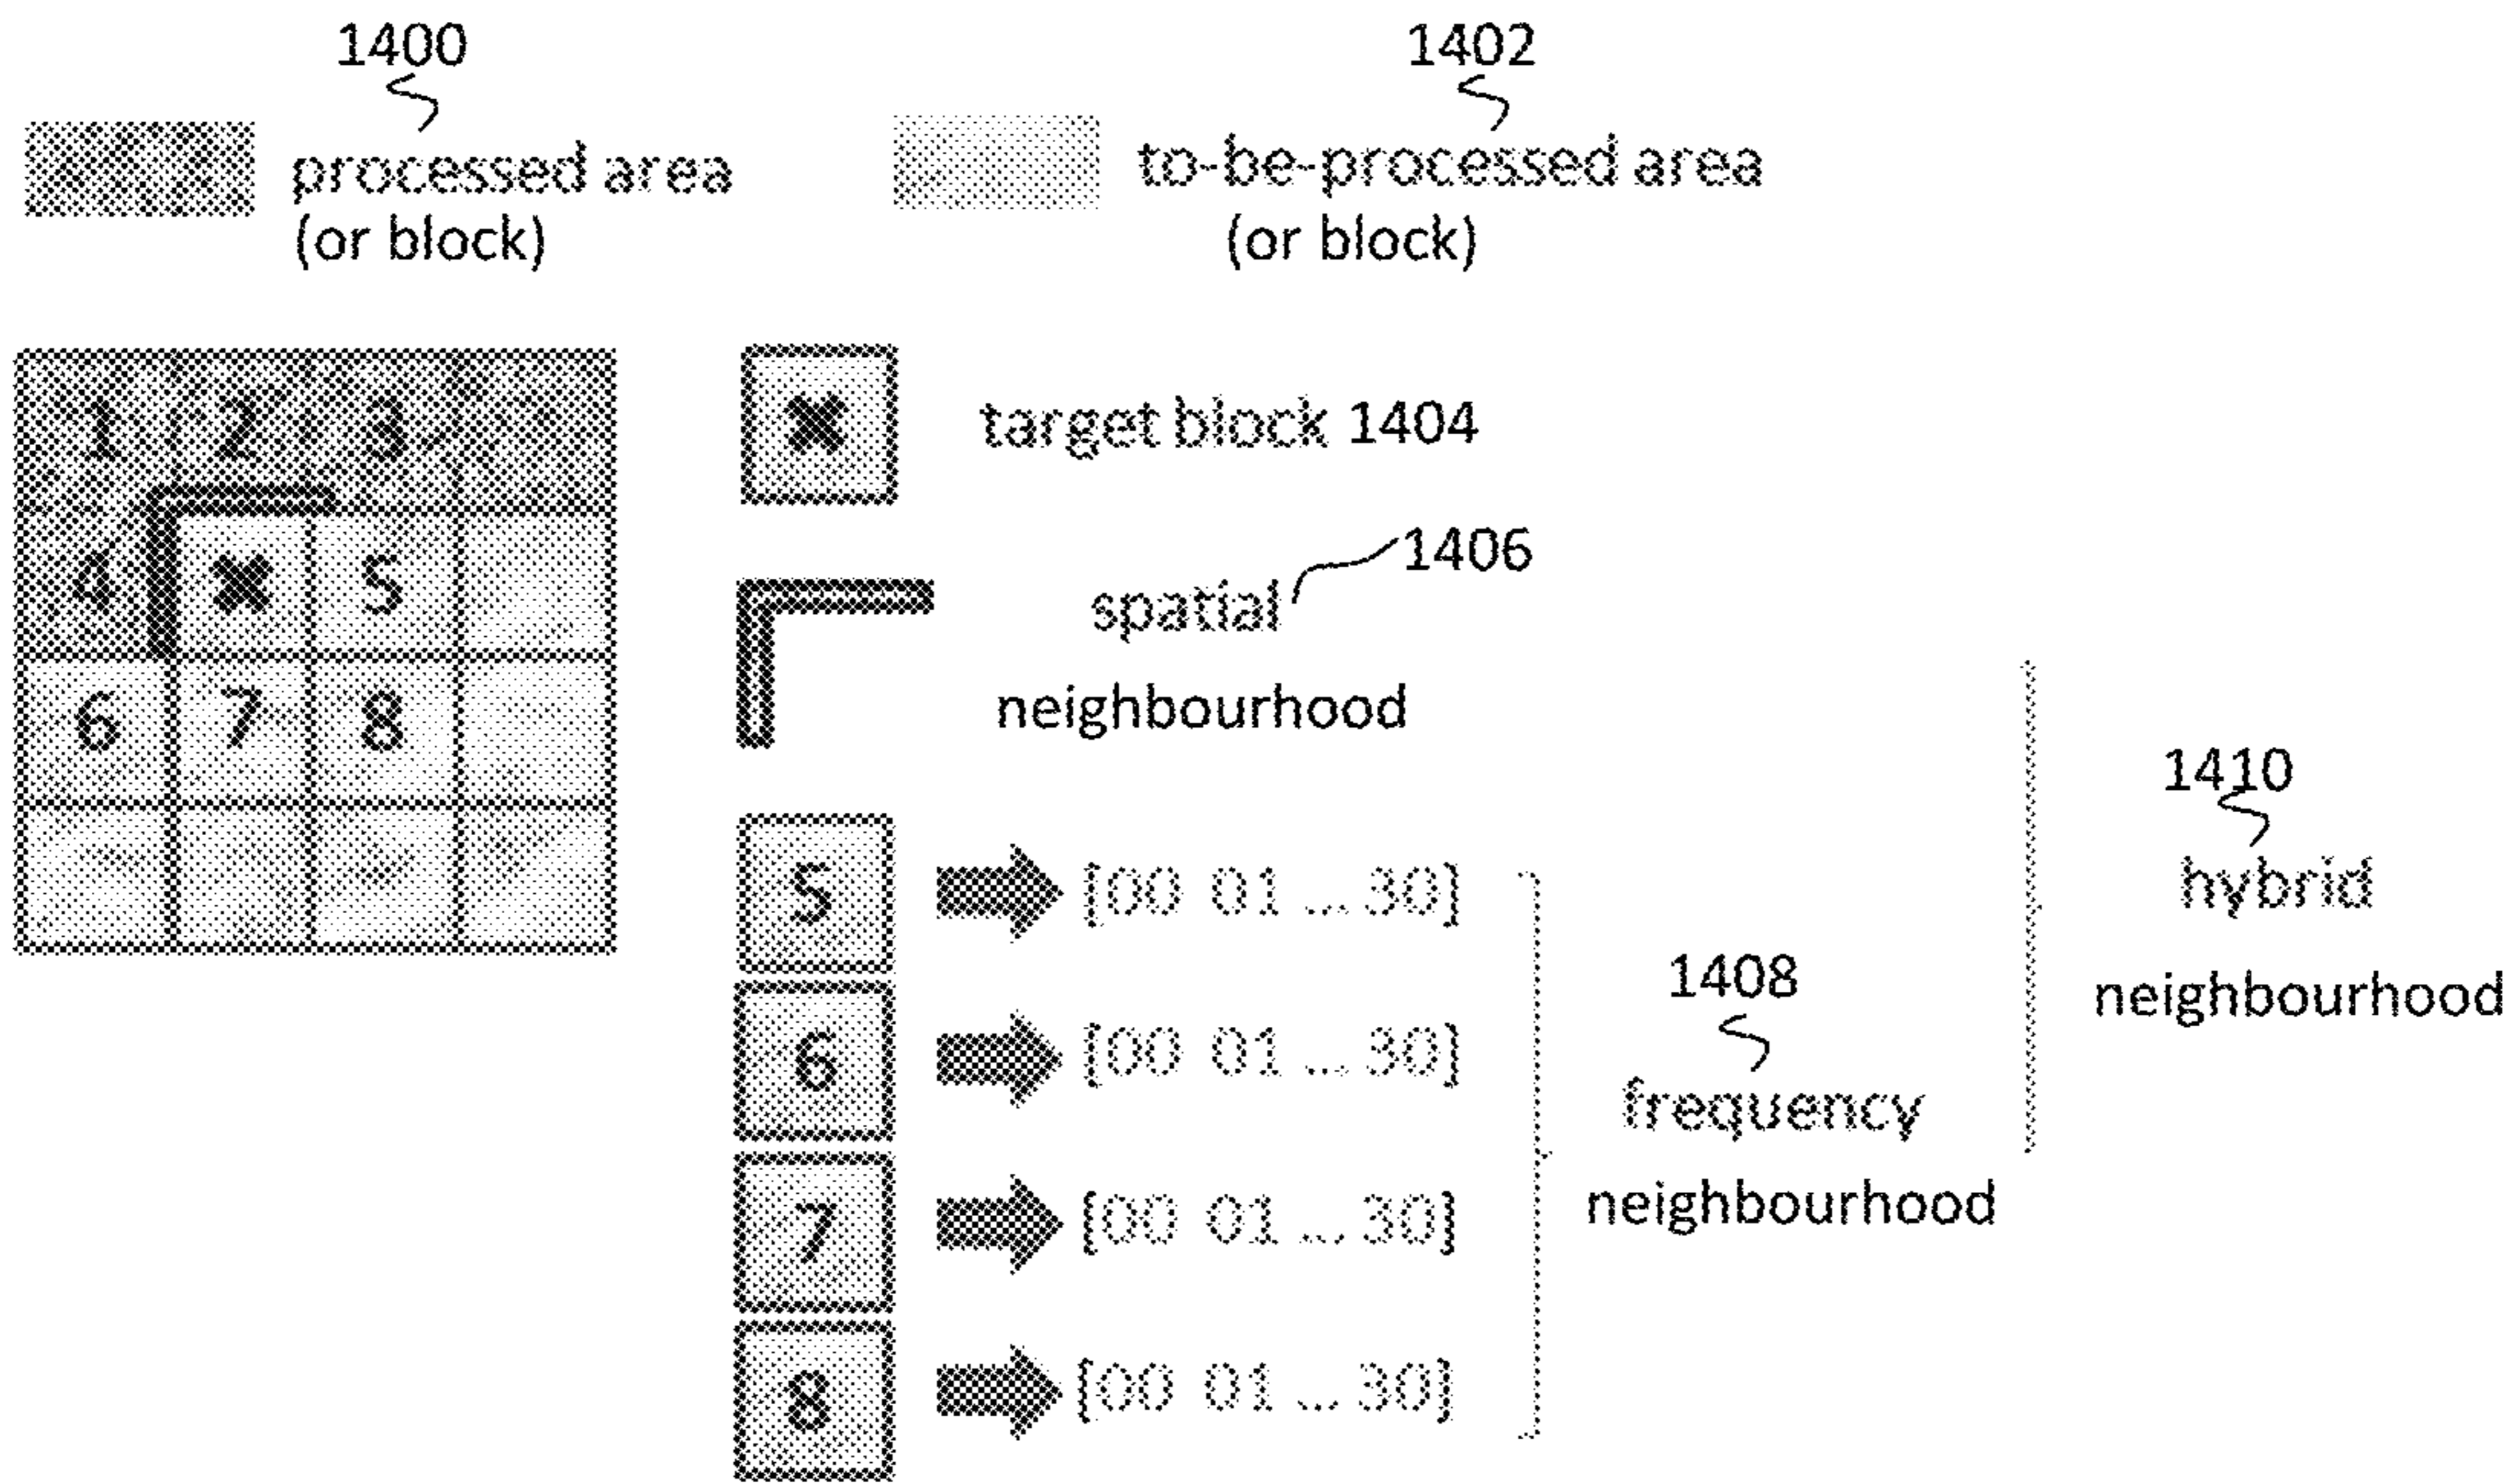 1400
1402
processed area
(or block)
to-be-processed area
(or block)
1 2 3
4 ✖ 5
6 7 8
✖ target block 1404
spatial 1406
neighbourhood
5 [00 01 ... 30]
6 [00 01 ... 30]
7 [00 01 ... 30]
8 [00 01 ... 30]
1408
frequency
neighbourhood
1410
hybrid
neighbourhood